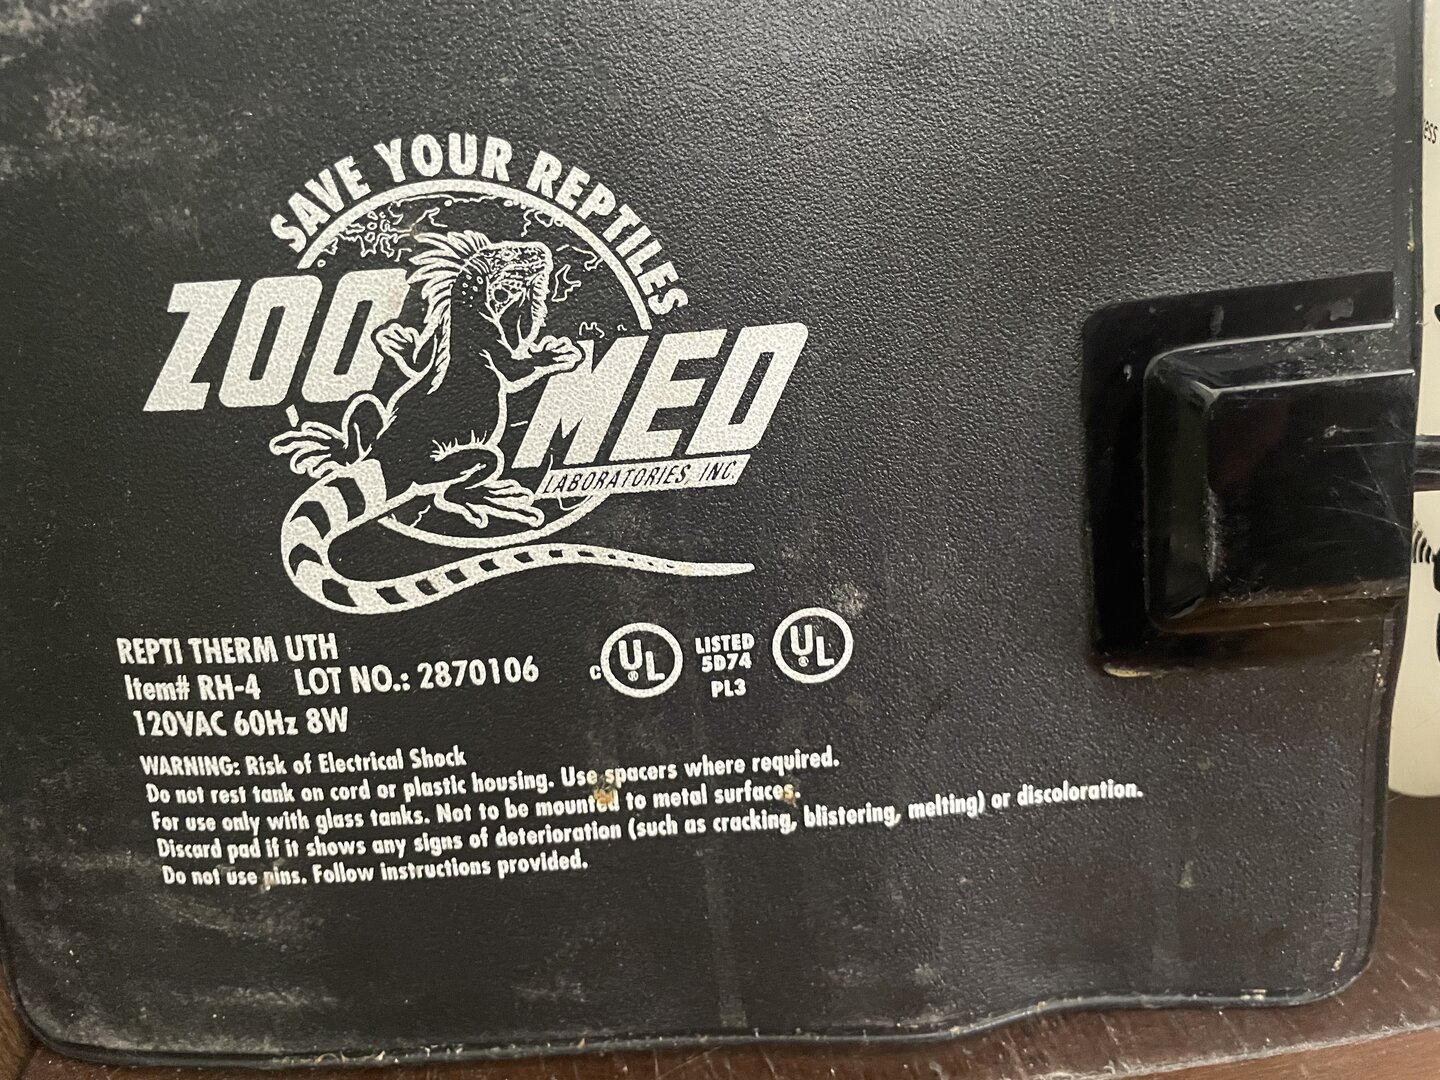 SAVE YOUR REPTILES
ZOO MED
LABORATORIES, INC.
REPTI THERM UTH
Item# RH-4 LOT NO.: 2870106
120VAC 60Hz 8W
c UL ® LISTED 5D74 PL3 UL ®
WARNING: Risk of Electrical Shock
Do not rest tank on cord or plastic housing. Use spacers where required.
For use only with glass tanks. Not to be mounted to metal surfaces.
Discard pad if it shows any signs of deterioration (such as cracking, blistering, melting) or discoloration.
Do not use pins. Follow instructions provided.